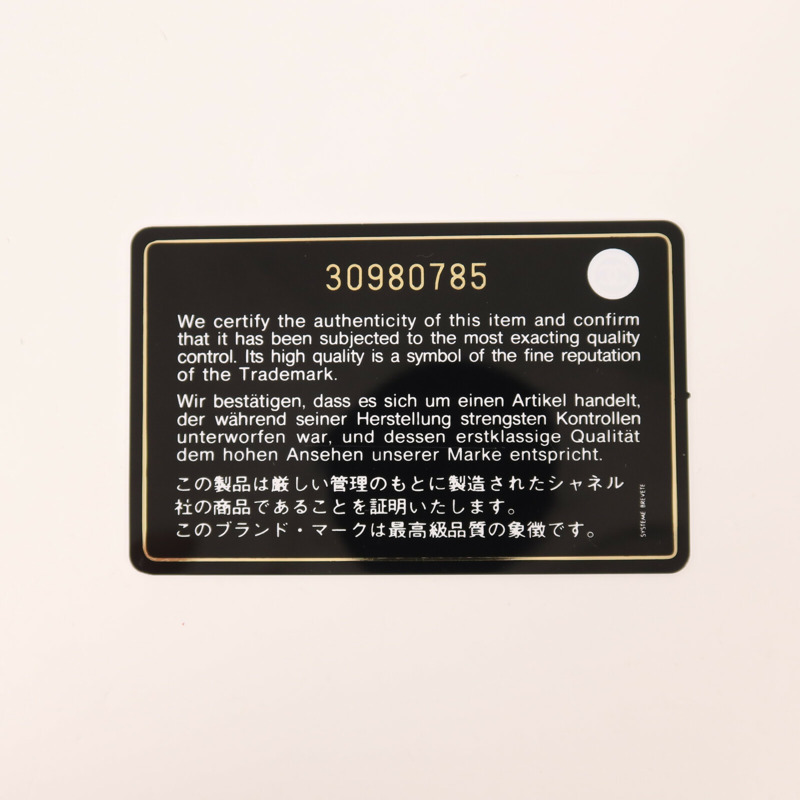 30980785
We certify the authenticity of this item and confirm
that it has been subjected to the most exacting quality
control. Its high quality is a symbol of the fine reputation
of the Trademark.
Wir bestätigen, dass es sich um einen Artikel handelt,
der während seiner Herstellung strengsten Kontrollen
unterworfen war, und dessen erstklassige Qualität
dem hohen Ansehen unserer Marke entspricht.
この製品は厳しい管理のもとに製造されたシャネル
社の商品であることを証明いたします。
このブランド・マークは最高級品質の象徴です。
SYSTEME BREVETE